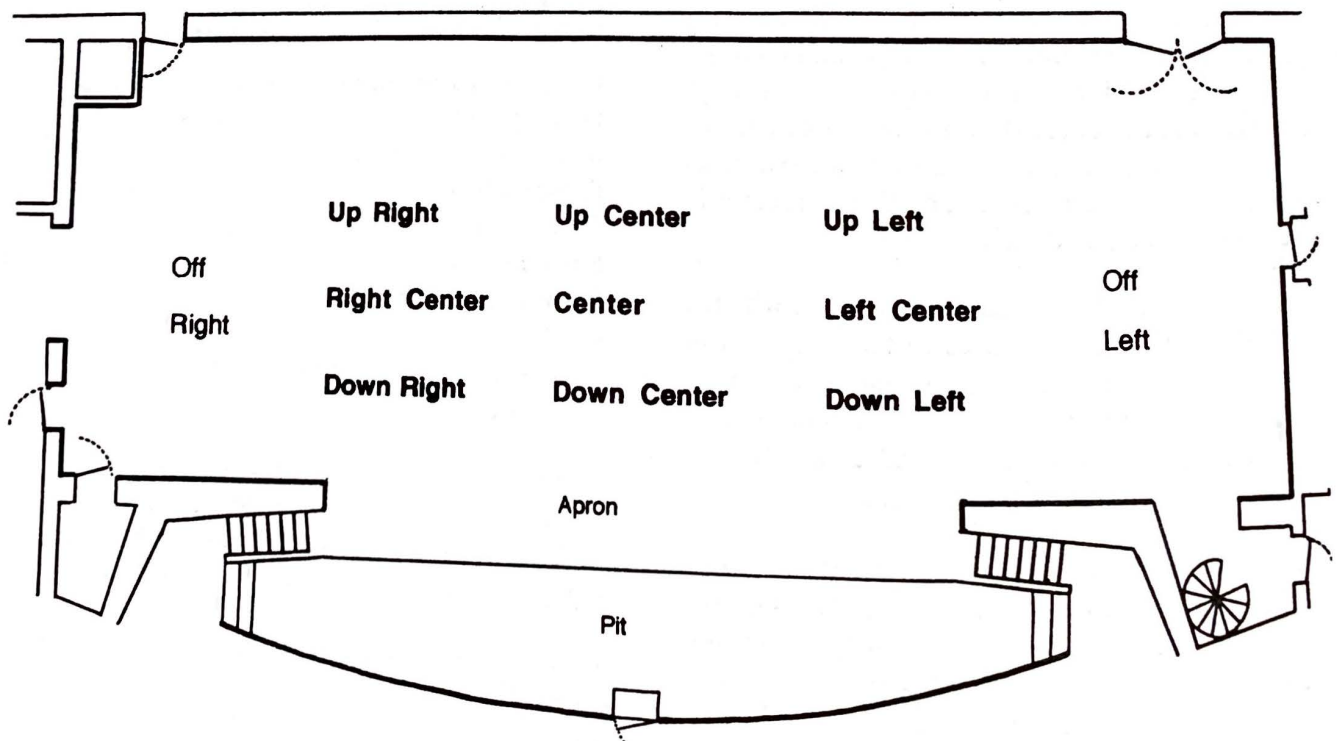 Up Right
Up Center
Up Left
Off
Right
Right Center
Center
Left Center
Off
Left
Down Right
Down Center
Down Left
Apron
Pit